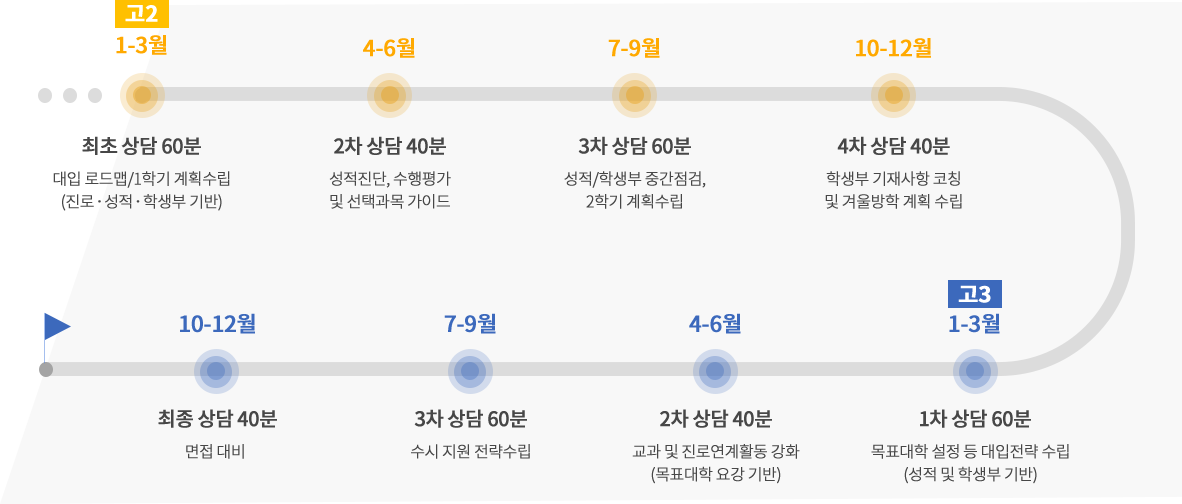 고2
1-3월
최초 상담 60분
대입 로드맵/1학기 계획수립
(진로·성적·학생부 기반)
4-6월
2차 상담 40분
성적진단, 수행평가
및 선택과목 가이드
7-9월
3차 상담 60분
성적/학생부 중간점검,
2학기 계획수립
10-12월
4차 상담 40분
학생부 기재사항 코칭
및 겨울방학 계획 수립
고3
1-3월
1차 상담 60분
목표대학 설정 등 대입전략 수립
(성적 및 학생부 기반)
4-6월
2차 상담 40분
교과 및 진로연계활동 강화
(목표대학 요강 기반)
7-9월
3차 상담 60분
수시 지원 전략수립
10-12월
최종 상담 40분
면접 대비